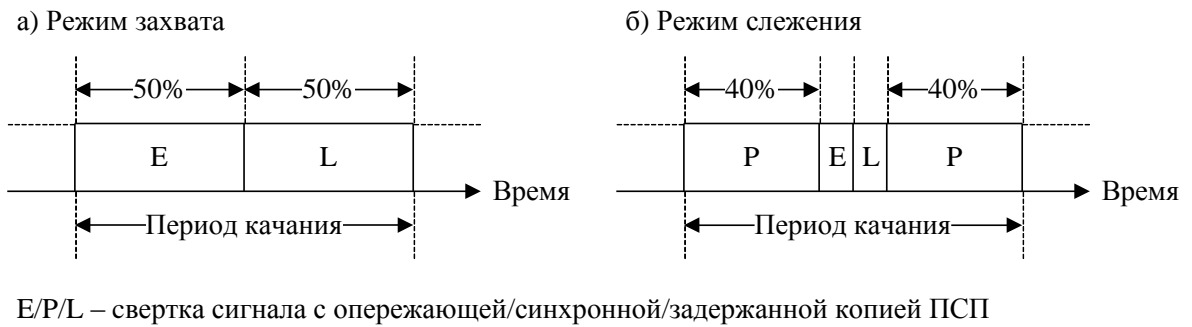 а) Режим захвата
б) Режим слежения
50% 50%
40% 40%
E L
P E L P
Время
Время
Период качания
Период качания
E/P/L – свертка сигнала с опережающей/синхронной/задержанной копией ПСП